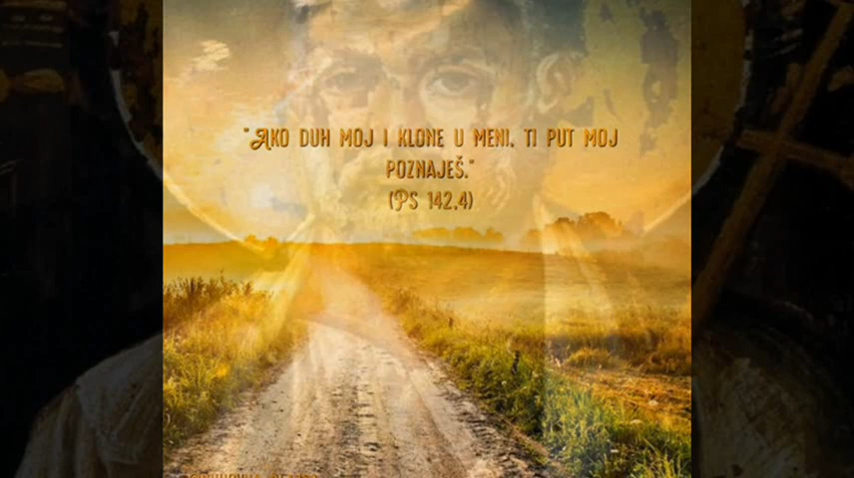 "Ako duh moj i klone u meni, ti put moj
poznaješ."
(Ps 142,4)